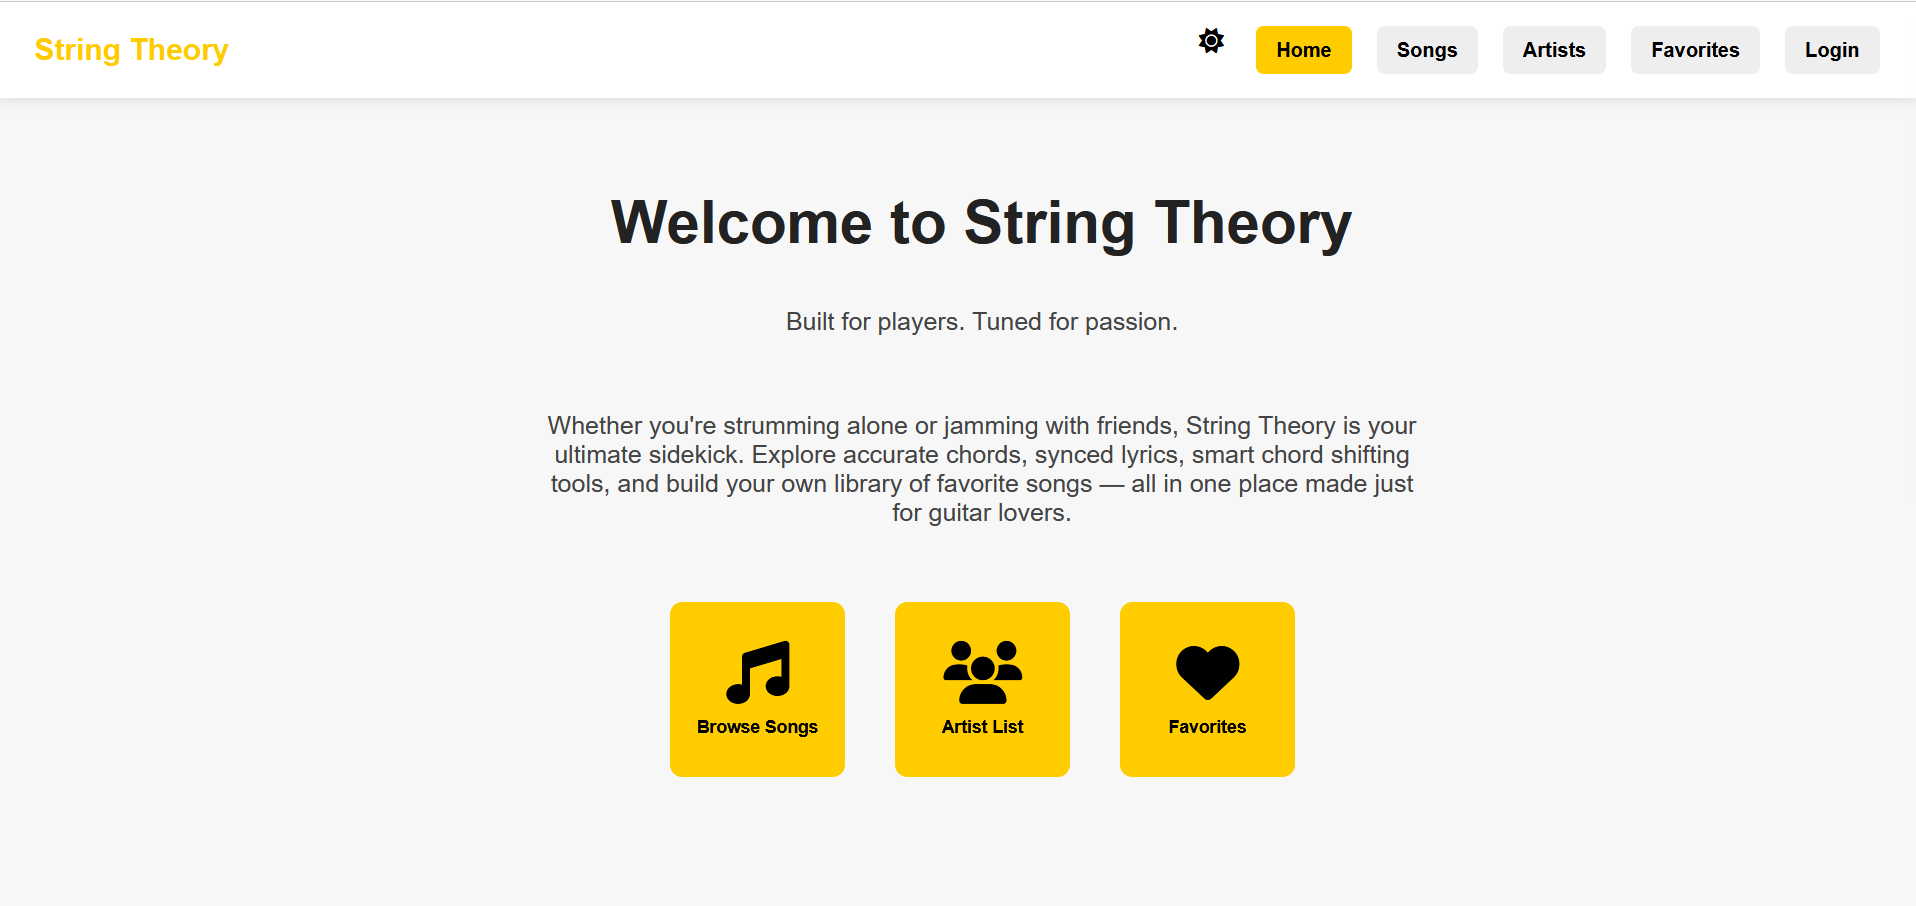 String Theory
Home
Songs
Artists
Favorites
Login
Welcome to String Theory
Built for players. Tuned for passion.
Whether you're strumming alone or jamming with friends, String Theory is your
ultimate sidekick. Explore accurate chords, synced lyrics, smart chord shifting
tools, and build your own library of favorite songs — all in one place made just
for guitar lovers.
Browse Songs
Artist List
Favorites